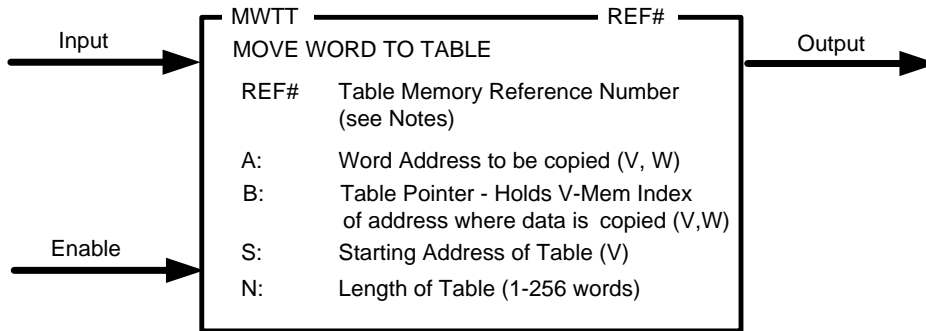 MWTT REF#
Input
Output
MOVE WORD TO TABLE
REF# Table Memory Reference Number
(see Notes)
A: Word Address to be copied (V, W)
B: Table Pointer - Holds V-Mem Index
of address where data is copied (V,W)
Enable
S: Starting Address of Table (V)
N: Length of Table (1-256 words)